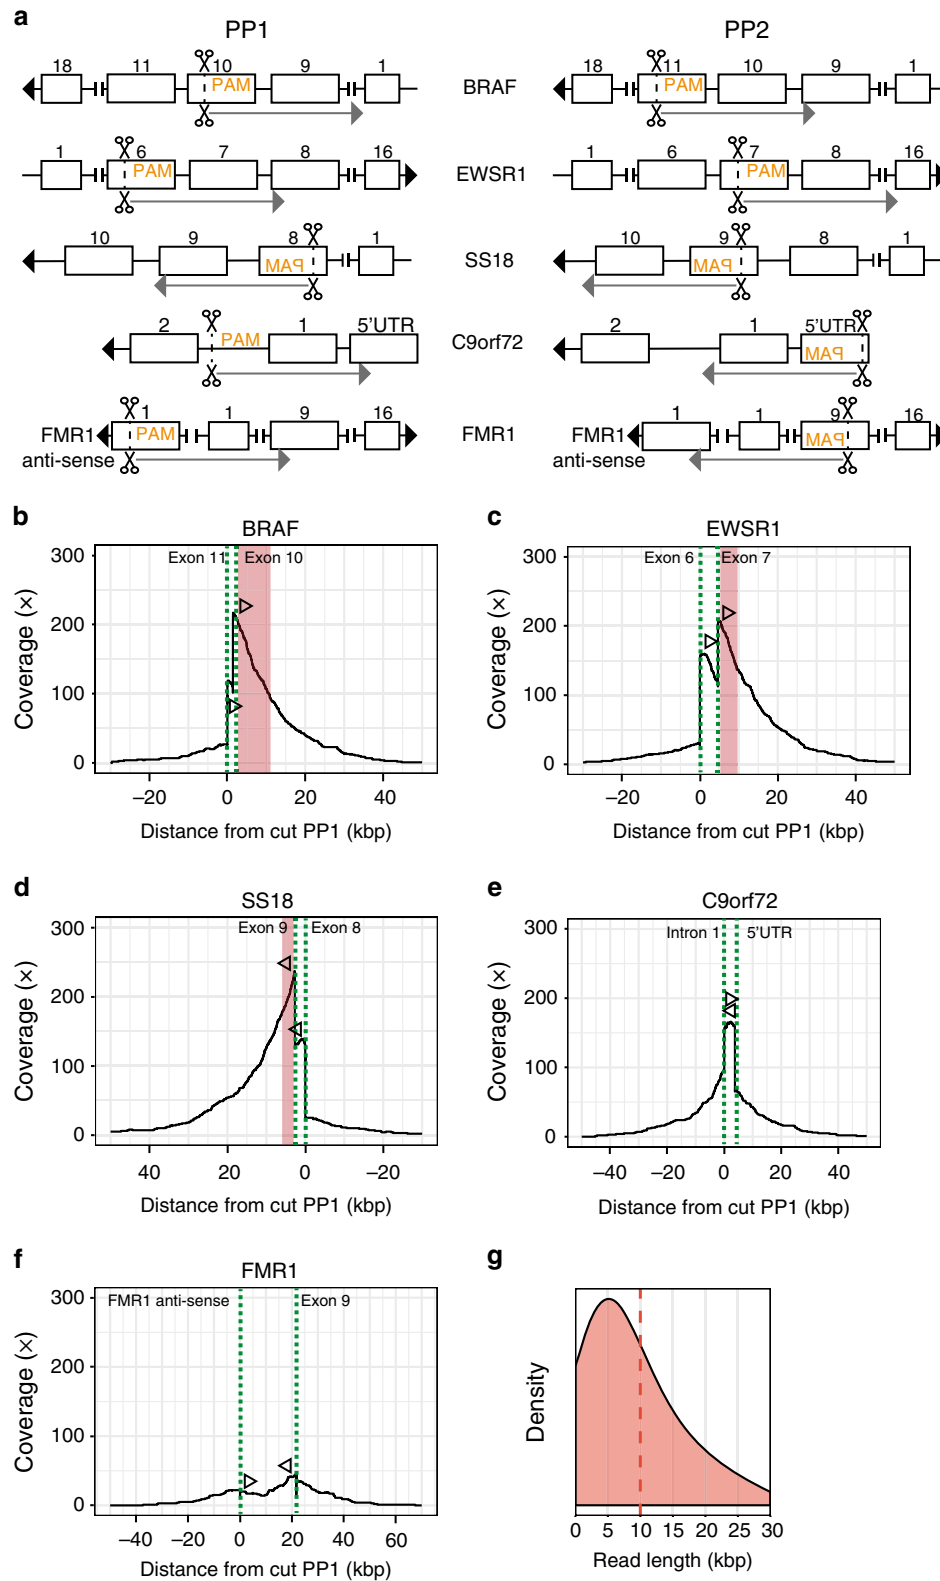 a
PP1
PP2
18 11 10 9 1
PAM
BRAF
18 11 10 9 1
PAM
1 6 7 8 16
PAM
EWSR1
1 6 7 8 16
PAM
10 9 8 1
PAM
SS18
10 9 8 1
PAM
2 1 5'UTR
PAM
C9orf72
2 1 5'UTR
PAM
1 1 9 16
FMR1 PAM
anti-sense
FMR1
1 1 9 16
FMR1 PAM
anti-sense
b
BRAF
300
200
100
0
Coverage (×)
Exon 11 Exon 10
−20 0 20 40
Distance from cut PP1 (kbp)
c
EWSR1
300
200
100
0
Coverage (×)
Exon 6 Exon 7
−20 0 20 40
Distance from cut PP1 (kbp)
d
SS18
300
200
100
0
Coverage (×)
Exon 9 Exon 8
40 20 0 −20
Distance from cut PP1 (kbp)
e
C9orf72
300
200
100
0
Coverage (×)
Intron 1 5'UTR
−40 −20 0 20 40
Distance from cut PP1 (kbp)
f
FMR1
300
200
100
0
Coverage (×)
FMR1 anti-sense Exon 9
−40 −20 0 20 40 60
Distance from cut PP1 (kbp)
g
Density
0 5 10 15 20 25 30
Read length (kbp)